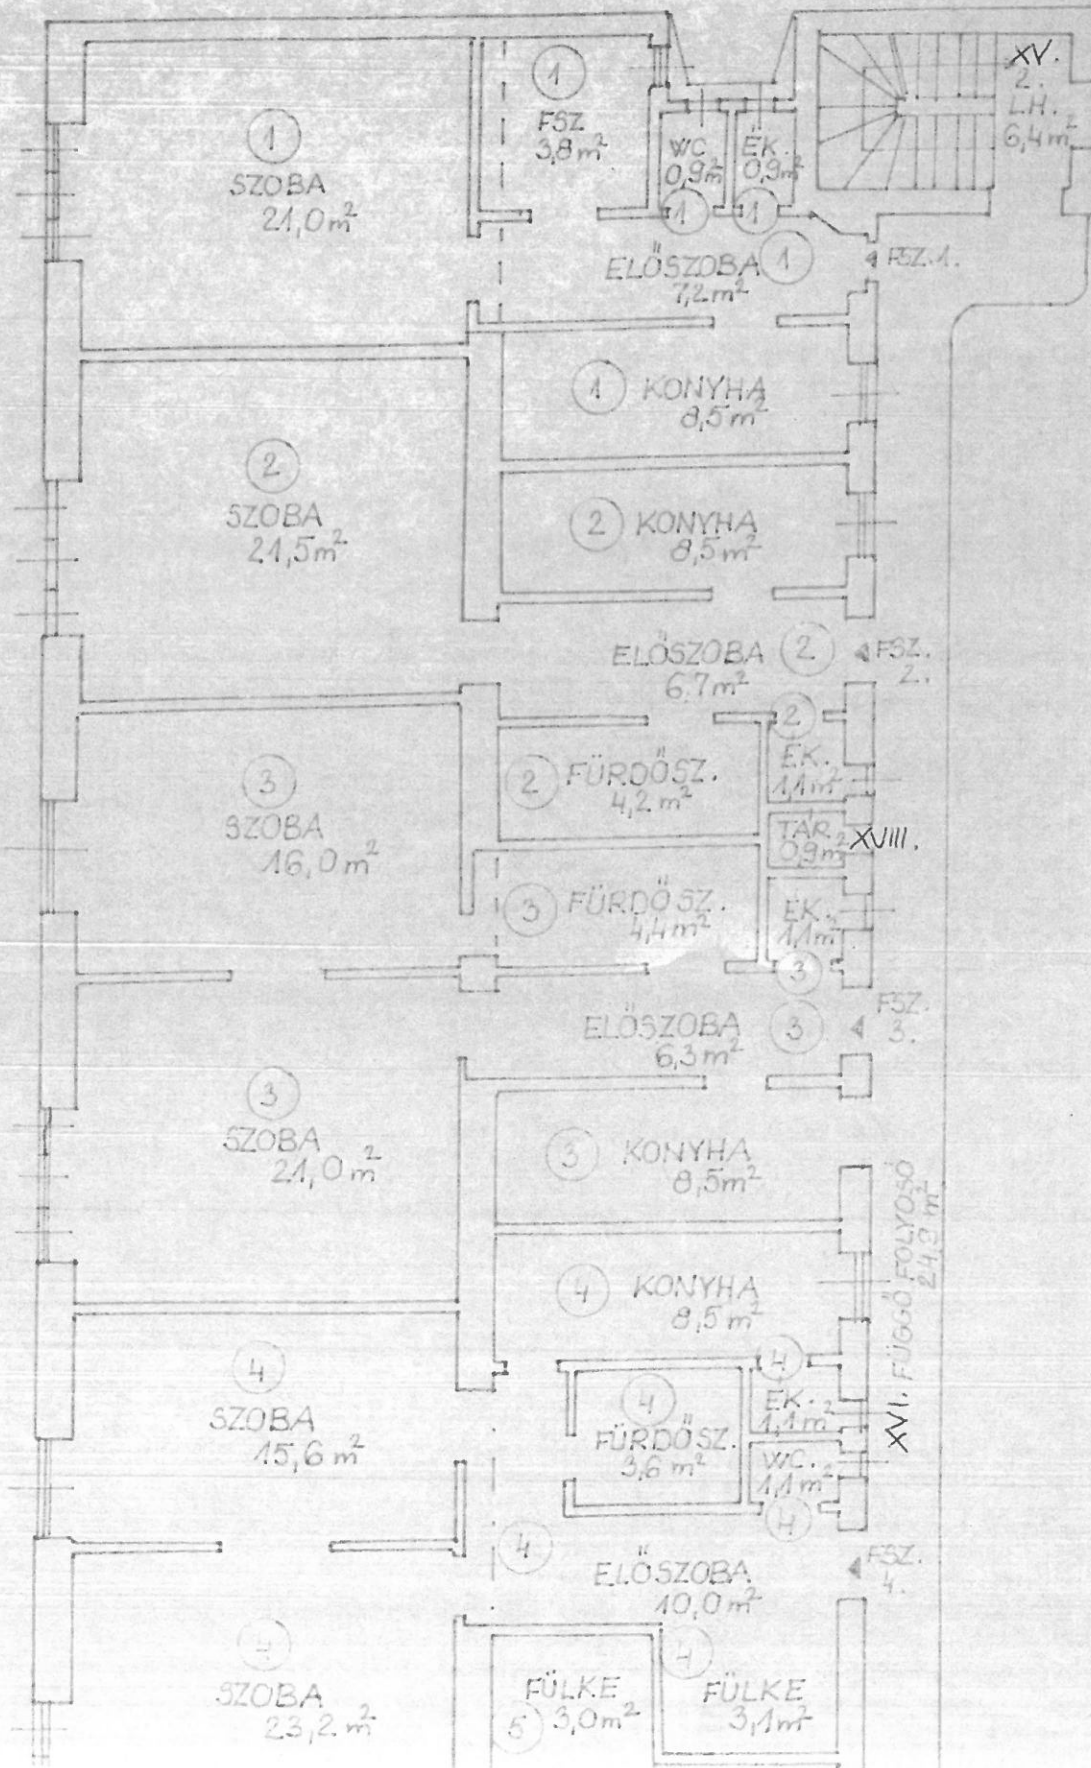 1
SZOBA
21,0 m²
1
FSZ
3,8 m²
WC
0,9 m²
1
ÉK.
0,9 m²
1
XV.
2.
LH.
6,4 m²
ELŐSZOBA 1
7,2 m²
FSZ.1.
1 KONYHA
8,5 m²
2
SZOBA
21,5 m²
2 KONYHA
8,5 m²
ELŐSZOBA 2
6.7 m²
FSZ.
2.
2 FÜRDŐSZ.
4,2 m²
2
ÉK.
1,1 m²
TÁR.
0,9 m²
XVIII.
3
SZOBA
16,0 m²
3 FÜRDŐSZ.
4,4 m²
ÉK.
1,1 m²
3
ELŐSZOBA 3
6,3 m²
FSZ.
3.
3
SZOBA
21,0 m²
3 KONYHA
8,5 m²
4 KONYHA
8,5 m²
XVI. FÜGGŐ FOLYOSÓ
24,9 m²
4
SZOBA
15,6 m²
4
FÜRDŐSZ.
3,6 m²
4
ÉK.
1,1 m²
WC.
1,1 m²
4
4
ELŐSZOBA
10,0 m²
FSZ.
4.
4
SZOBA
23,2 m²
FÜLKE
5 3,0 m²
4
FÜLKE
3,1 m²